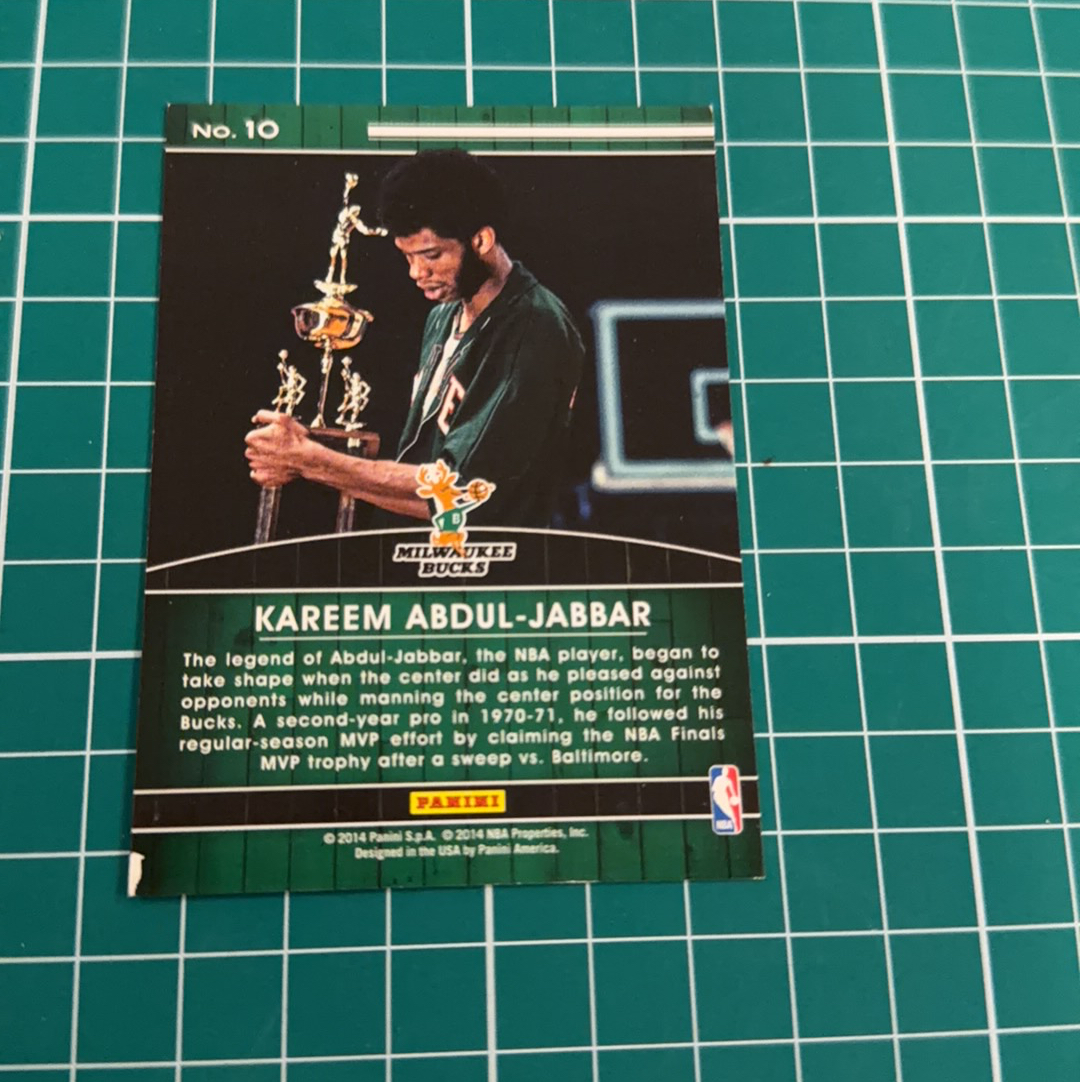 No. 10
E
B
MILWAUKEE
BUCKS
KAREEM ABDUL-JABBAR
The legend of Abdul-Jabbar, the NBA player, began to
take shape when the center did as he pleased against
opponents while manning the center position for the
Bucks. A second-year pro in 1970-71, he followed his
regular-season MVP effort by claiming the NBA Finals
MVP trophy after a sweep vs. Baltimore.
PANINI
NBA
© 2014 Panini S.p.A. © 2014 NBA Properties, Inc.
Designed in the USA by Panini America.